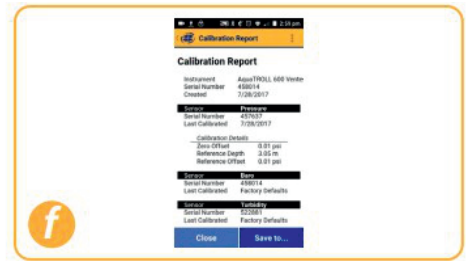 2:59 pm
Calibration Report
Calibration Report
Instrument AquaTROLL 600 Vente
Serial Number 458014
Created 7/28/2017
Sensor Pressure
Serial Number 457637
Last Calibrated 7/28/2017
Calibration Details
Zero Offset 0.01 psi
Reference Depth 3.05 m
Reference Offset 0.01 psi
Sensor Baro
Serial Number 458014
Last Calibrated Factory Defaults
Sensor Turbidity
Serial Number 522881
Last Calibrated Factory Defaults
Close Save to...
f